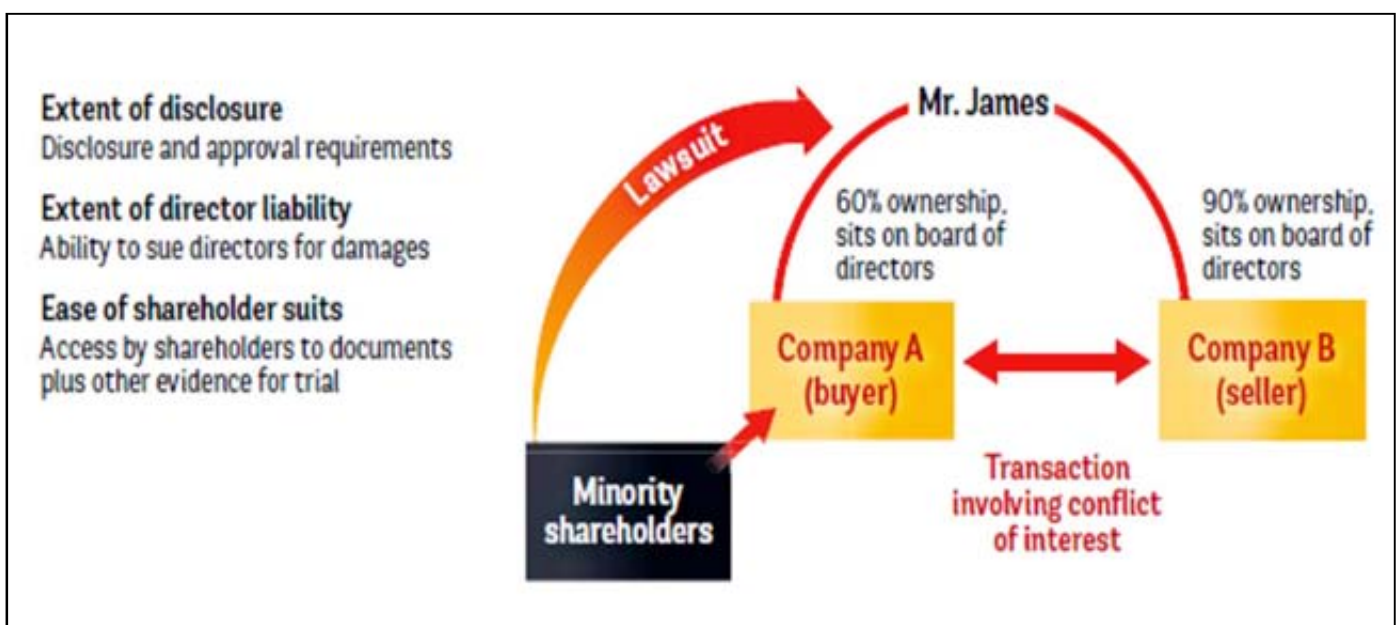 Extent of disclosure
Disclosure and approval requirements
Extent of director liability
Ability to sue directors for damages
Ease of shareholder suits
Access by shareholders to documents
plus other evidence for trial
Lawsuit
Mr. James
60% ownership,
sits on board of
directors
90% ownership,
sits on board of
directors
Company A
(buyer)
Company B
(seller)
Minority
shareholders
Transaction
involving conflict
of interest